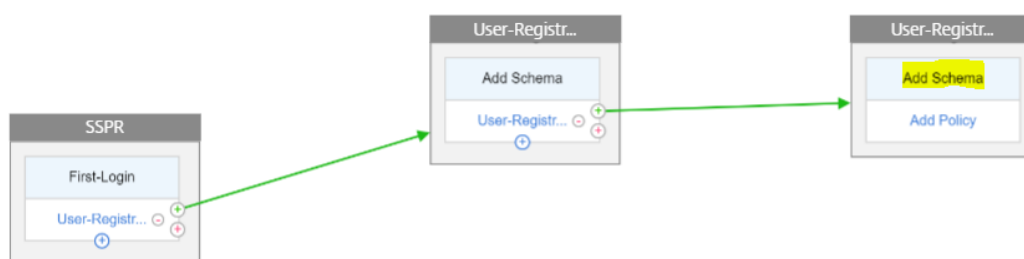 SSPR
First-Login
User-Registr...
User-Registr...
Add Schema
User-Registr...
User-Registr...
Add Schema
Add Policy